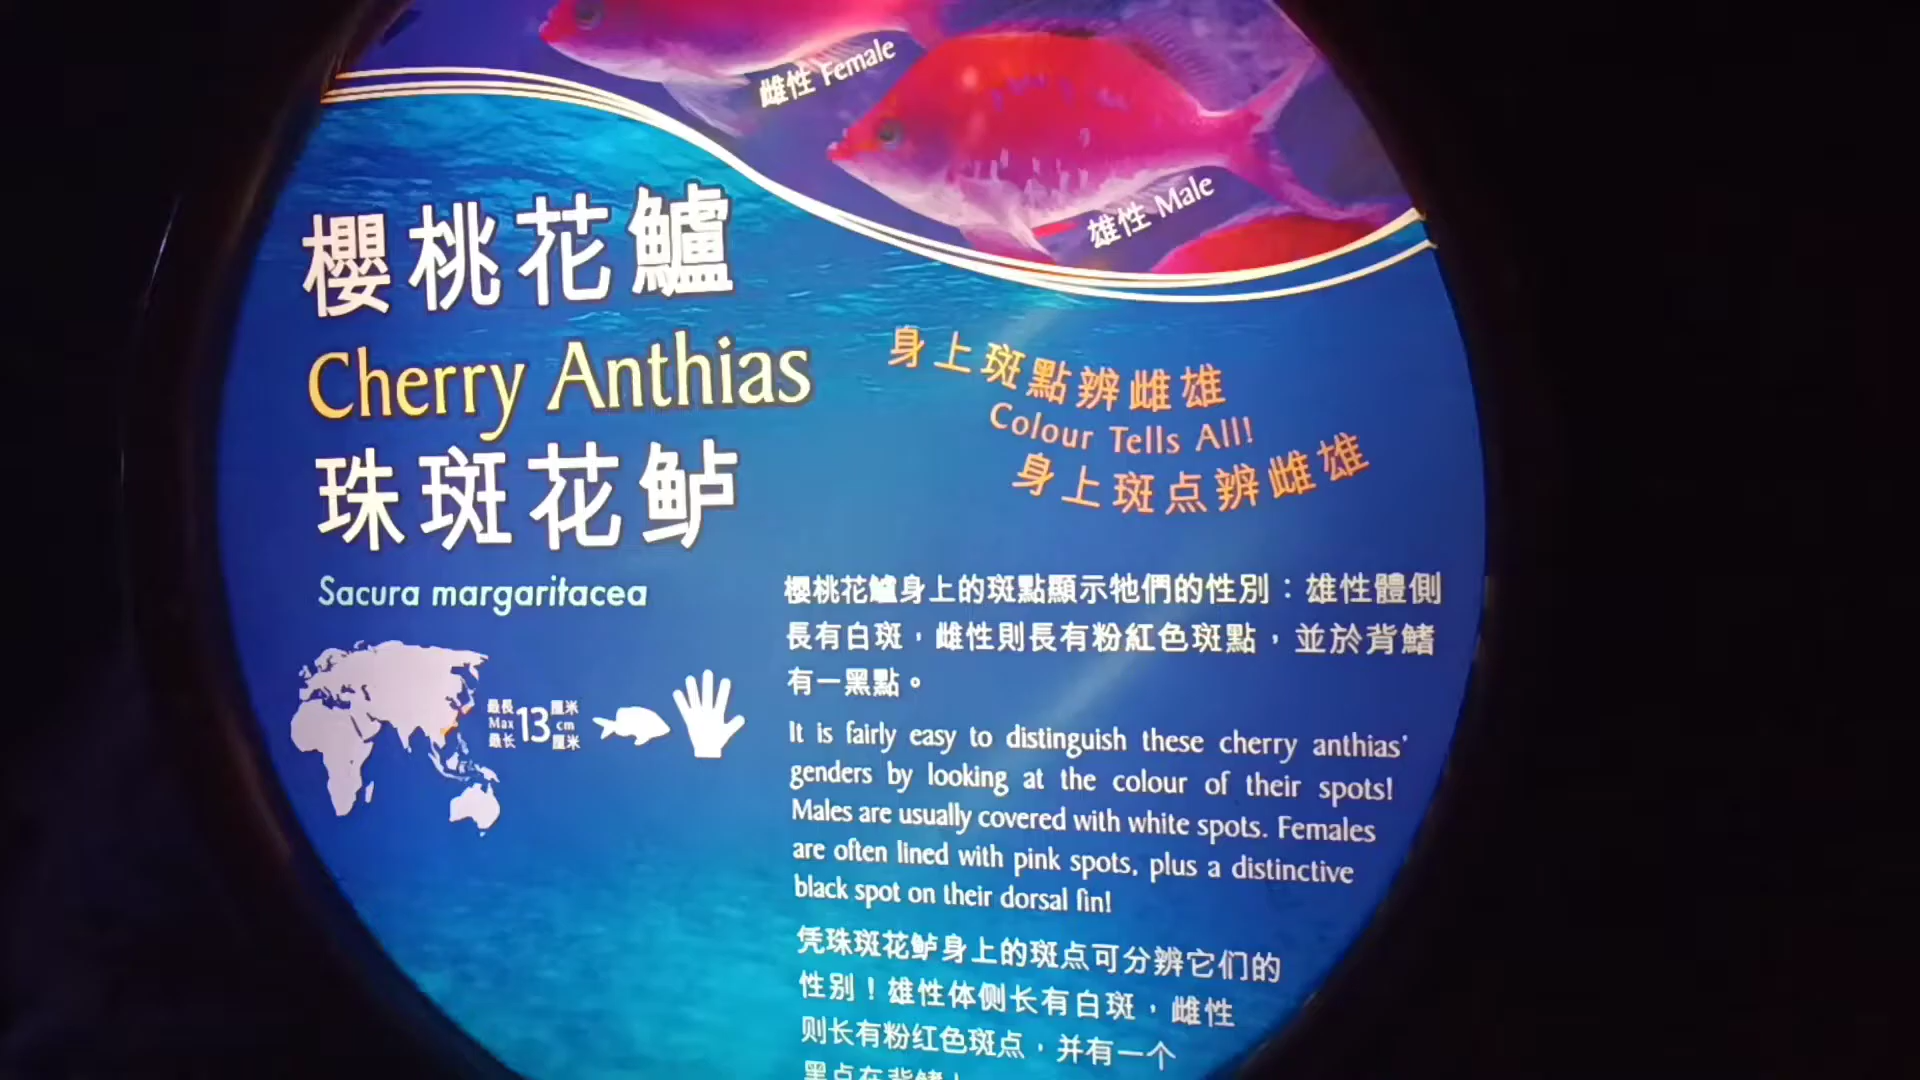 雌性 Female
雄性 Male
櫻桃花鱸
Cherry Anthias
珠斑花鲈
Sacura margaritacea
最長
Max
最长
13
厘米
cm
厘米
身上斑點辨雌雄
Colour Tells All!
身上斑点辨雌雄
櫻桃花鱸身上的斑點顯示牠們的性別：雄性體側
長有白斑，雌性則長有粉紅色斑點，並於背鰭
有一黑點。
It is fairly easy to distinguish these cherry anthias'
genders by looking at the colour of their spots!
Males are usually covered with white spots. Females
are often lined with pink spots, plus a distinctive
black spot on their dorsal fin!
凭珠斑花鲈身上的斑点可分辨它们的
性别！雄性体侧长有白斑，雌性
则长有粉红色斑点，并有一个
黑点在背鳍